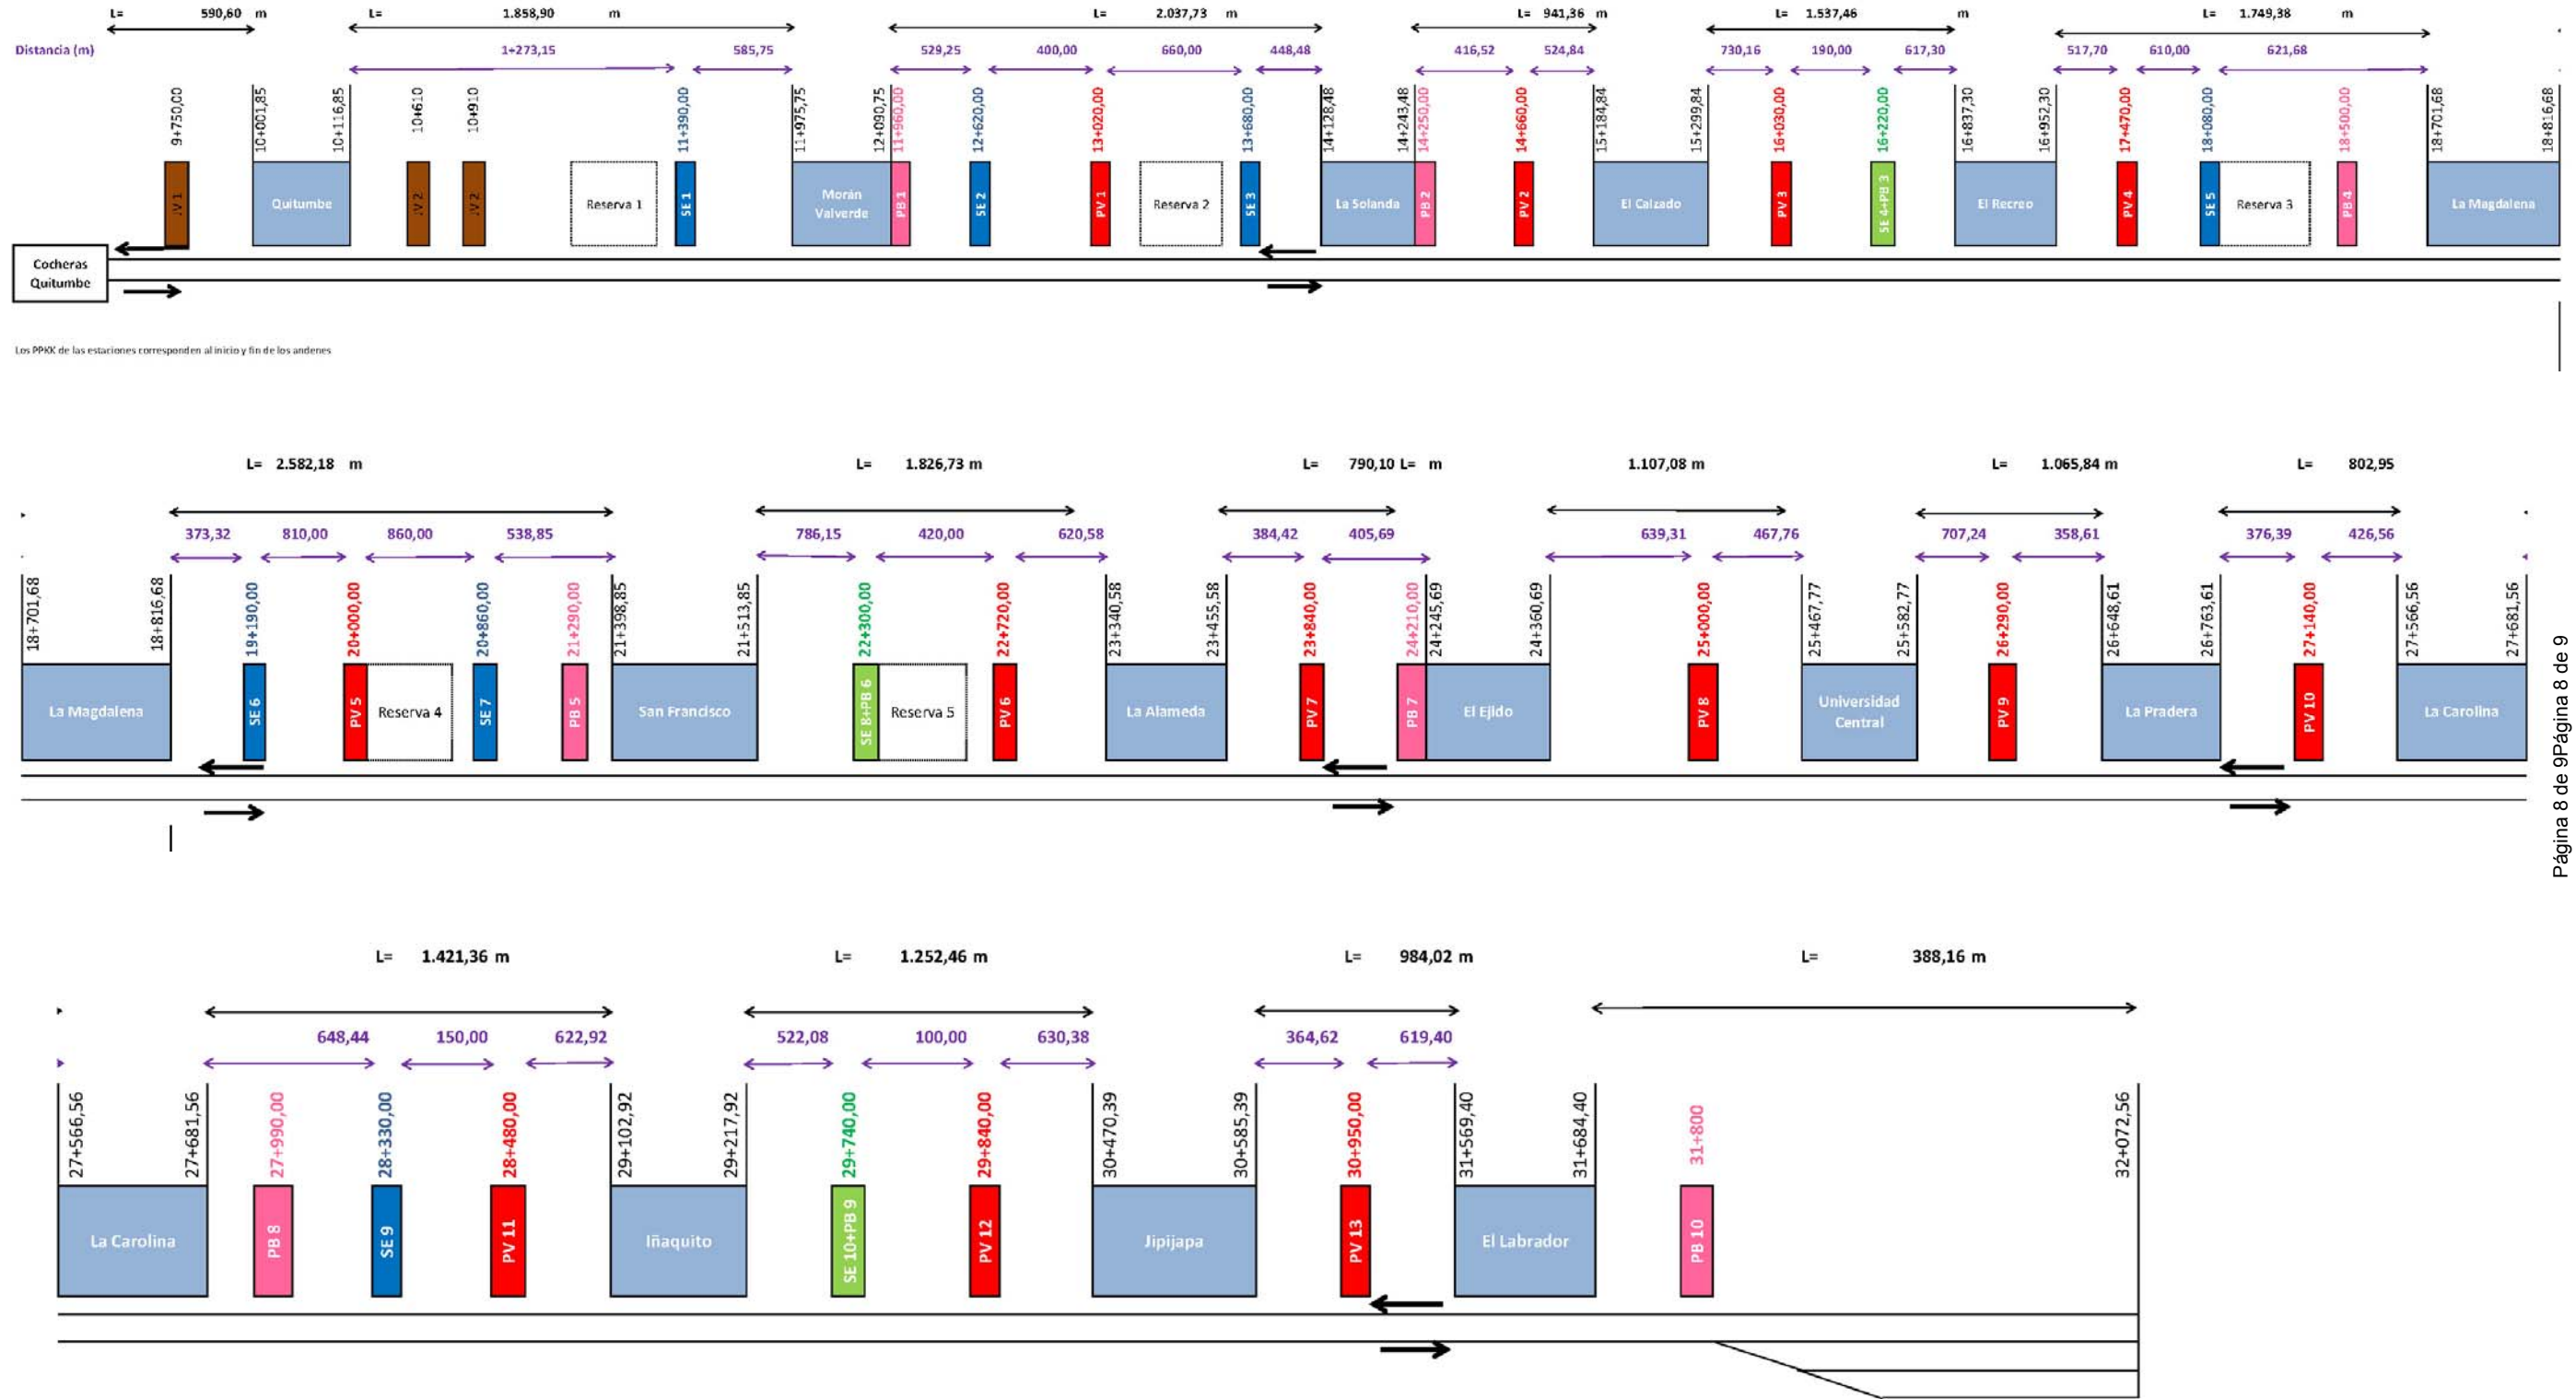 L= 590,60 m L= 1.858,90 m L= 2.037,73 m L= 941,36 m L= 1.537,46 m L= 1.749,38 m
Distancia (m) 1+273,15 585,75 529,25 400,00 660,00 448,48 416,52 524,84 730,16 190,00 617,30 517,70 610,00 621,68
9+750,00 10+001,85 10+116,85 10+610 10+910 11+390,00 11+975,75 12+090,75 11+960,00 12+620,00 13+020,00 13+680,00 14+128,48 14+243,48 14+250,00 14+660,00 15+184,84 15+299,84 16+030,00 16+220,00 16+837,30 16+952,30 17+470,00 18+080,00 18+500,00 18+701,68 18+816,68
JV 1 Quitumbe JV 2 JV 2 Reserva 1 SE 1 Morán Valverde PB 1 SE 2 PV 1 Reserva 2 SE 3 La Solanda PB 2 PV 2 El Calzado PV 3 SE 4+PB 3 El Recreo PV 4 SE 5 Reserva 3 PB 4 La Magdalena
Cocheras
Quitumbe
Los PPKK de las estaciones corresponden al inicio y fin de los andenes
L= 2.582,18 m L= 1.826,73 m L= 790,10 L= m 1.107,08 m L= 1.065,84 m L= 802,95
373,32 810,00 860,00 538,85 786,15 420,00 620,58 384,42 405,69 639,31 467,76 707,24 358,61 376,39 426,56
18+701,68 18+816,68 19+190,00 20+000,00 20+860,00 21+290,00 21+398,85 21+513,85 22+300,00 22+720,00 23+340,58 23+455,58 23+840,00 24+210,00 24+245,69 24+360,69 25+000,00 25+467,77 25+582,77 26+290,00 26+648,61 26+763,61 27+140,00 27+566,56 27+681,56
La Magdalena SE 6 PV 5 Reserva 4 SE 7 PB 5 San Francisco SE 8+PB 6 Reserva 5 PV 6 La Alameda PV 7 PB 7 El Ejido PV 8 Universidad Central PV 9 La Pradera PV 10 La Carolina
Página 8 de 9Página 8 de 9
L= 1.421,36 m L= 1.252,46 m L= 984,02 m L= 388,16 m
648,44 150,00 622,92 522,08 100,00 630,38 364,62 619,40
27+566,56 27+681,56 27+990,00 28+330,00 28+480,00 29+102,92 29+217,92 29+740,00 29+840,00 30+470,39 30+585,39 30+950,00 31+569,40 31+684,40 31+800 32+072,56
La Carolina PB 8 SE 9 PV 11 Iñaquito SE 10+PB 9 PV 12 Jipijapa PV 13 El Labrador PB 10